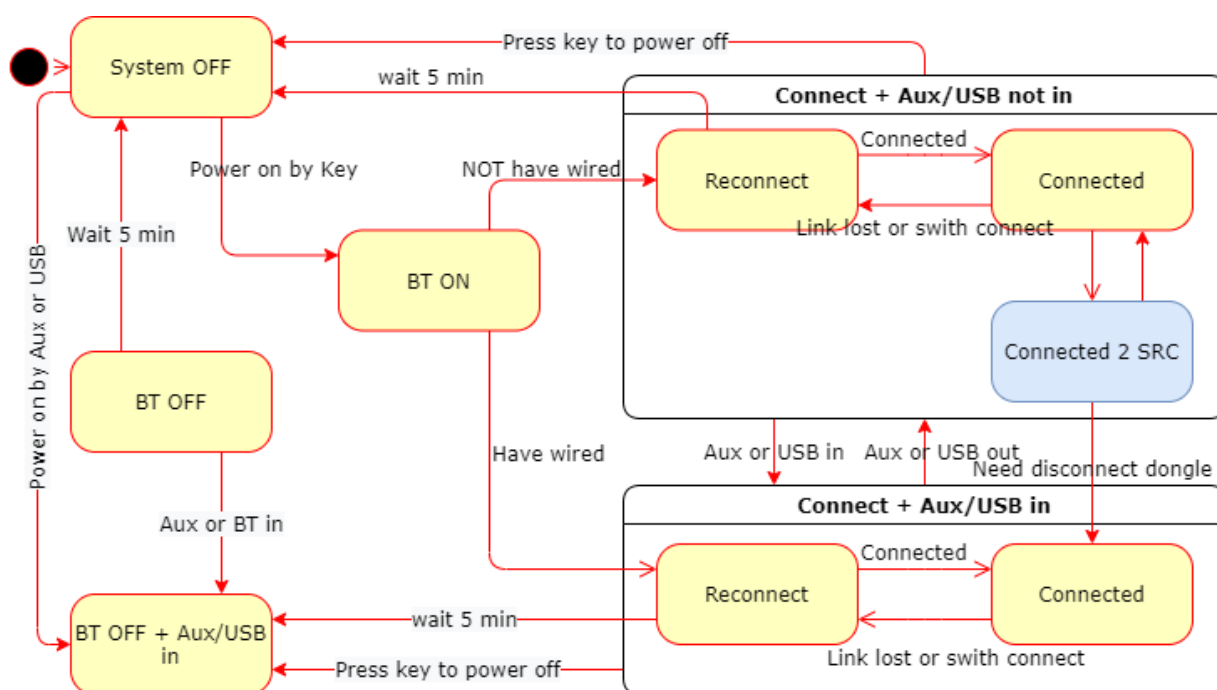 Press key to power off
System OFF
wait 5 min
Connect + Aux/USB not in
Connected
Power on by Key
NOT have wired
Reconnect
Connected
Link lost or swith connect
Wait 5 min
Power on by Aux or USB
BT ON
Connected 2 SRC
BT OFF
Have wired
Aux or USB in
Aux or USB out
Need disconnect dongle
Connect + Aux/USB in
Aux or BT in
Connected
Reconnect
Connected
wait 5 min
BT OFF + Aux/USB
in
Link lost or swith connect
Press key to power off